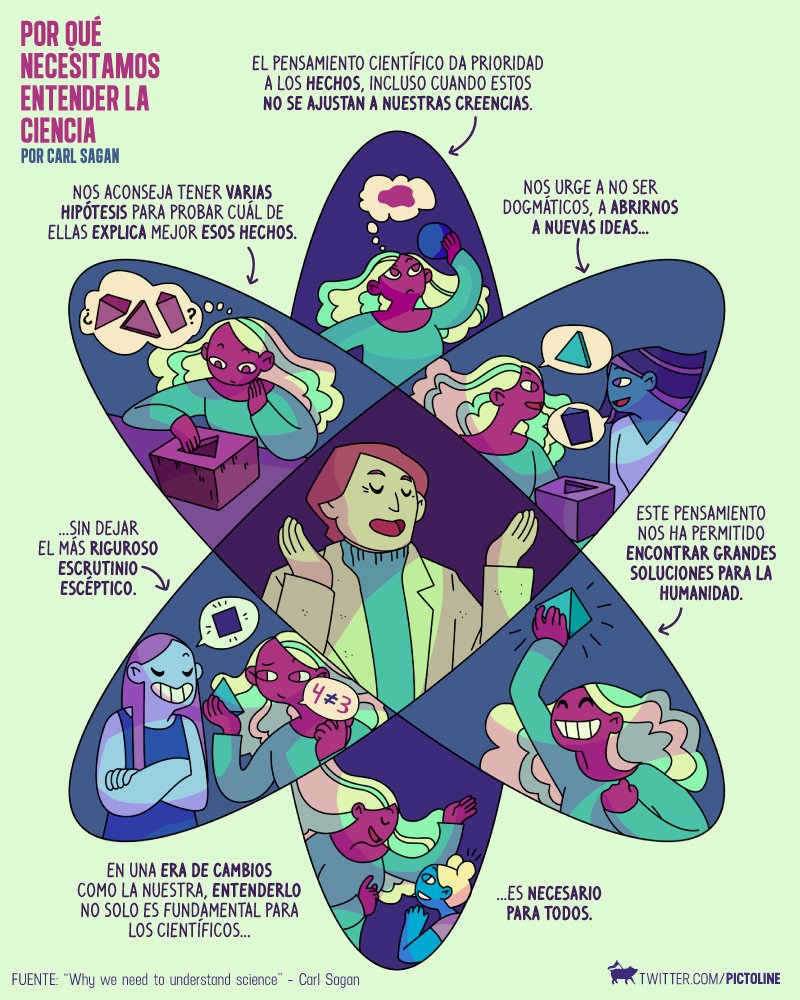 POR QUÉ
NECESITAMOS
ENTENDER LA
CIENCIA
POR CARL SAGAN
EL PENSAMIENTO CIENTÍFICO DA PRIORIDAD
A LOS HECHOS, INCLUSO CUANDO ESTOS
NO SE AJUSTAN A NUESTRAS CREENCIAS.
NOS ACONSEJA TENER VARIAS
HIPÓTESIS PARA PROBAR CUÁL DE
ELLAS EXPLICA MEJOR ESOS HECHOS.
¿ ?
NOS URGE A NO SER
DOGMÁTICOS, A ABRIRNOS
A NUEVAS IDEAS...
...SIN DEJAR
EL MÁS RIGUROSO
ESCRUTINIO
ESCÉPTICO.
4≠3
ESTE PENSAMIENTO
NOS HA PERMITIDO
ENCONTRAR GRANDES
SOLUCIONES PARA LA
HUMANIDAD.
EN UNA ERA DE CAMBIOS
COMO LA NUESTRA, ENTENDERLO
NO SOLO ES FUNDAMENTAL PARA
LOS CIENTÍFICOS...
...ES NECESARIO
PARA TODOS.
FUENTE: "Why we need to understand science" - Carl Sagan
TWITTER.COM/PICTOLINE